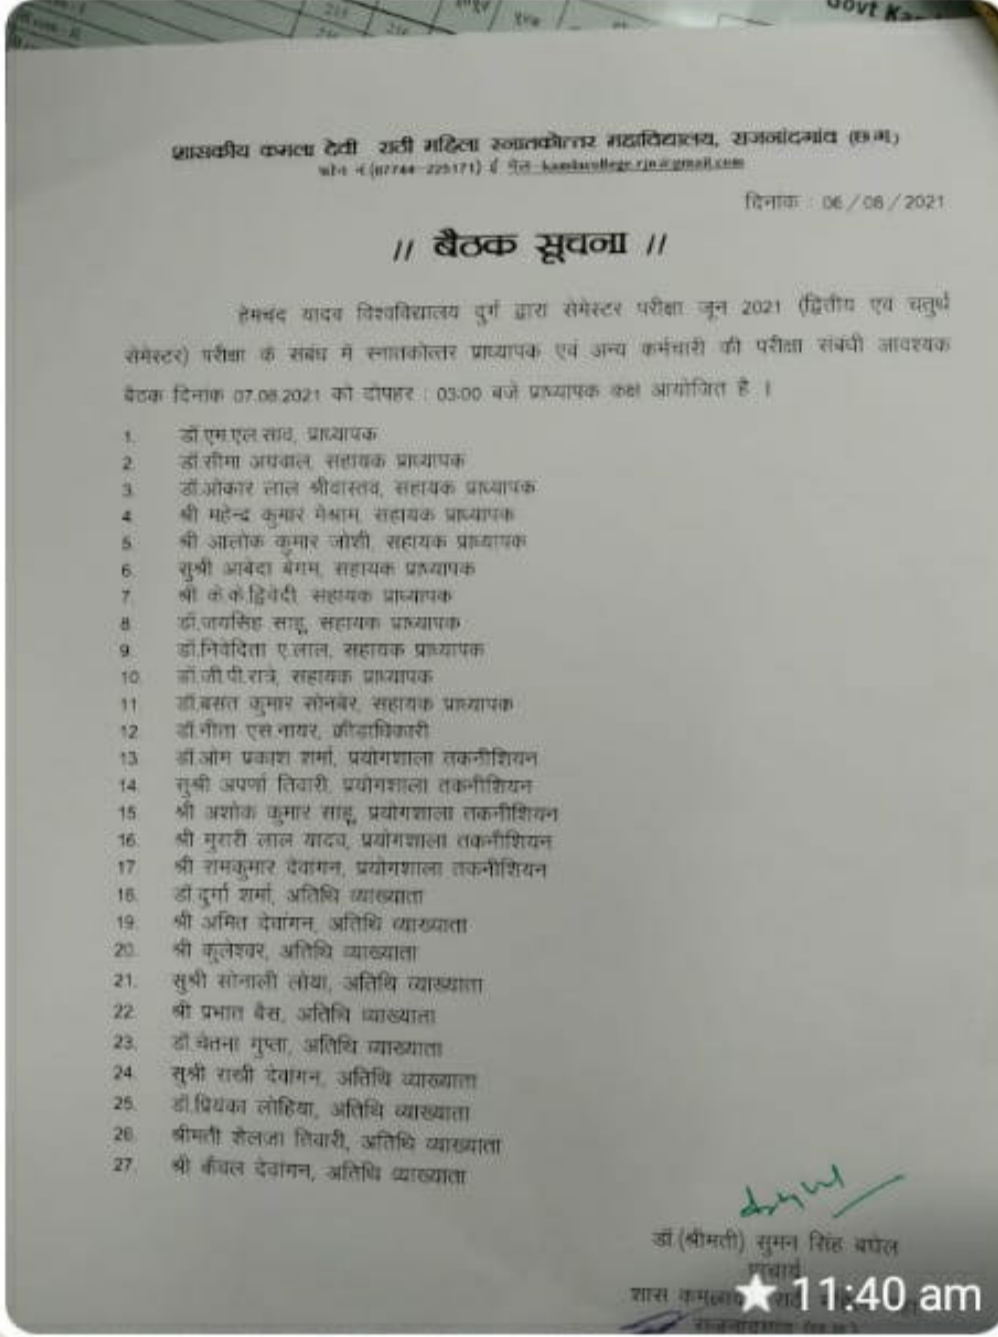 Govt
शासकीय कमला देवी राठी महिला स्नातकोत्तर महाविद्यालय, राजनांदगांव (छ.ग.)
फोन नं.(07744-225171) ई मेल- kamlacollege.rjn@gmail.com
दिनांक : 06/08/2021
// बैठक सूचना //
हेमचंद यादव विश्वविद्यालय दुर्ग द्वारा सेमेस्टर परीक्षा जून 2021 (द्वितीय एवं चतुर्थ
सेमेस्टर) परीक्षा के संबंध में स्नातकोत्तर प्राध्यापक एवं अन्य कर्मचारी की परीक्षा संबंधी आवश्यक
बैठक दिनांक 07.08.2021 को दोपहर : 03:00 बजे प्राध्यापक कक्ष आयोजित है ।
1. डॉ.एम.एल.साव, प्राध्यापक
2. डॉ.सीमा अग्रवाल, सहायक प्राध्यापक
3. डॉ.ओंकार लाल श्रीवास्तव, सहायक प्राध्यापक
4. श्री महेन्द्र कुमार मेश्राम, सहायक प्राध्यापक
5. श्री आलोक कुमार जोशी, सहायक प्राध्यापक
6. सुश्री आबेदा बेगम, सहायक प्राध्यापक
7. श्री के.के.द्विवेदी, सहायक प्राध्यापक
8. डॉ.जयसिंह साहू, सहायक प्राध्यापक
9. डॉ.निवेदिता ए.लाल, सहायक प्राध्यापक
10. डॉ.जी.पी.रात्रे, सहायक प्राध्यापक
11. डॉ.बसंत कुमार सोनबेर, सहायक प्राध्यापक
12. डॉ.नीता एस.नायर, क्रीडाधिकारी
13. डॉ.ओम प्रकाश शर्मा, प्रयोगशाला तकनीशियन
14. सुश्री अपर्णा तिवारी, प्रयोगशाला तकनीशियन
15. श्री अशोक कुमार साहू, प्रयोगशाला तकनीशियन
16. श्री मुरारी लाल यादव, प्रयोगशाला तकनीशियन
17. श्री रामकुमार देवांगन, प्रयोगशाला तकनीशियन
18. डॉ.दुर्गा शर्मा, अतिथि व्याख्याता
19. श्री अमित देवांगन, अतिथि व्याख्याता
20. श्री कुलेश्वर, अतिथि व्याख्याता
21. सुश्री सोनाली लोया, अतिथि व्याख्याता
22. श्री प्रभात बैस, अतिथि व्याख्याता
23. डॉ.चेतना गुप्ता, अतिथि व्याख्याता
24. सुश्री राखी देवांगन, अतिथि व्याख्याता
25. डॉ.प्रियंका लोहिया, अतिथि व्याख्याता
26. श्रीमती शैलजा तिवारी, अतिथि व्याख्याता
27. श्री केंवल देवांगन, अतिथि व्याख्याता
डॉ.(श्रीमती) सुमन सिंह बघेल
प्राचार्य
शास राठी
राजनांदगांव (छ.ग.)
★ 11:40 am